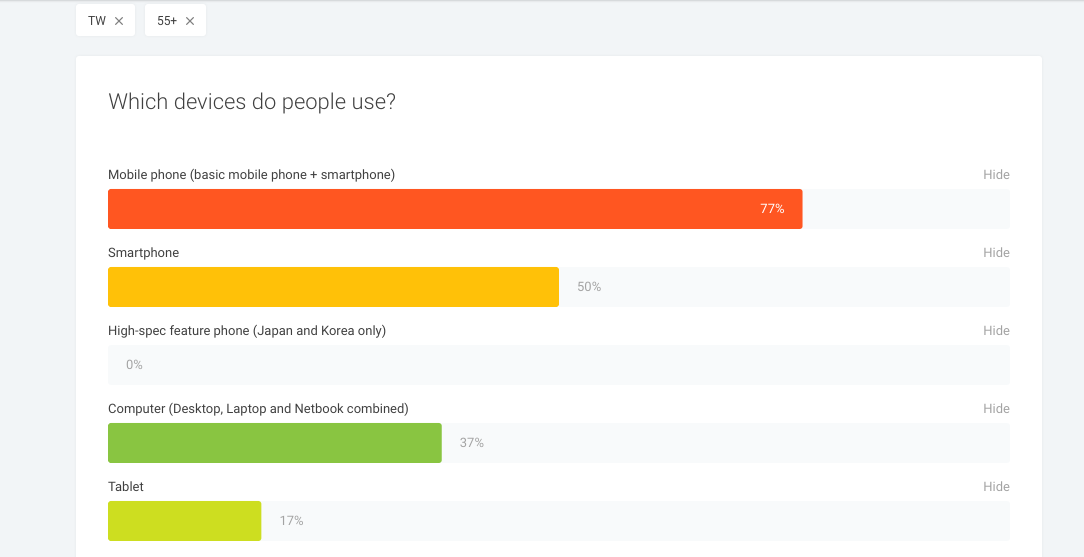 TW ×
55+ ×
Which devices do people use?
Mobile phone (basic mobile phone + smartphone) Hide
77%
Smartphone Hide
50%
High-spec feature phone (Japan and Korea only) Hide
0%
Computer (Desktop, Laptop and Netbook combined) Hide
37%
Tablet Hide
17%